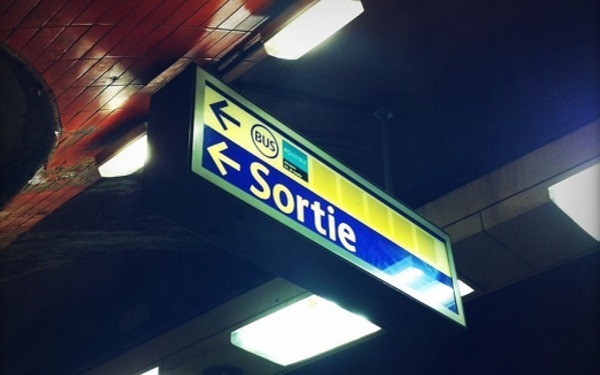 ← BUS
← Sortie